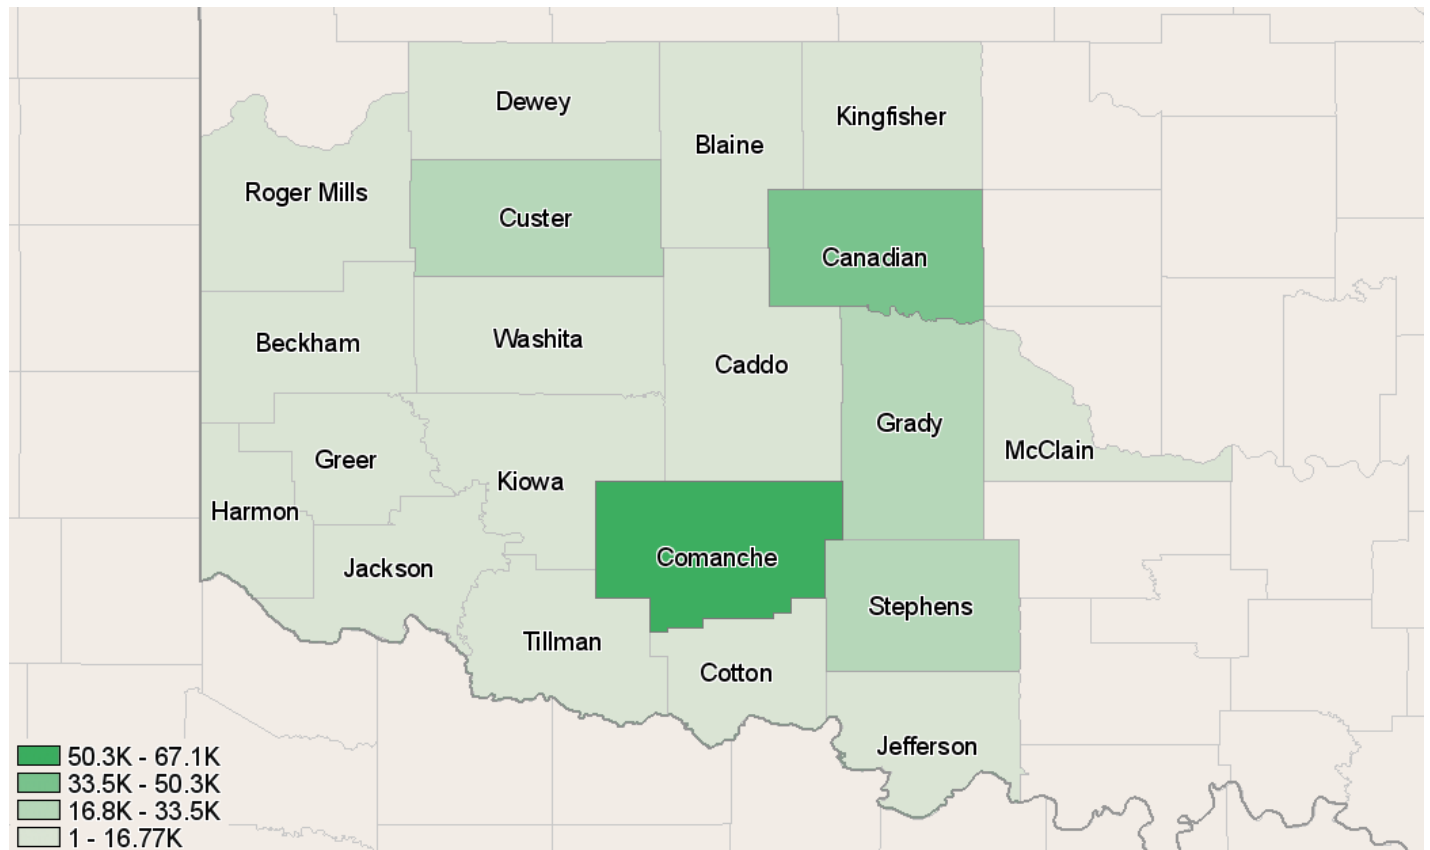 Dewey
Kingfisher
Blaine
Roger Mills
Custer
Canadian
Washita
Beckham
Caddo
Grady
McClain
Greer
Kiowa
Harmon
Comanche
Jackson
Stephens
Tillman
Cotton
Jefferson
50.3K - 67.1K
33.5K - 50.3K
16.8K - 33.5K
1 - 16.77K